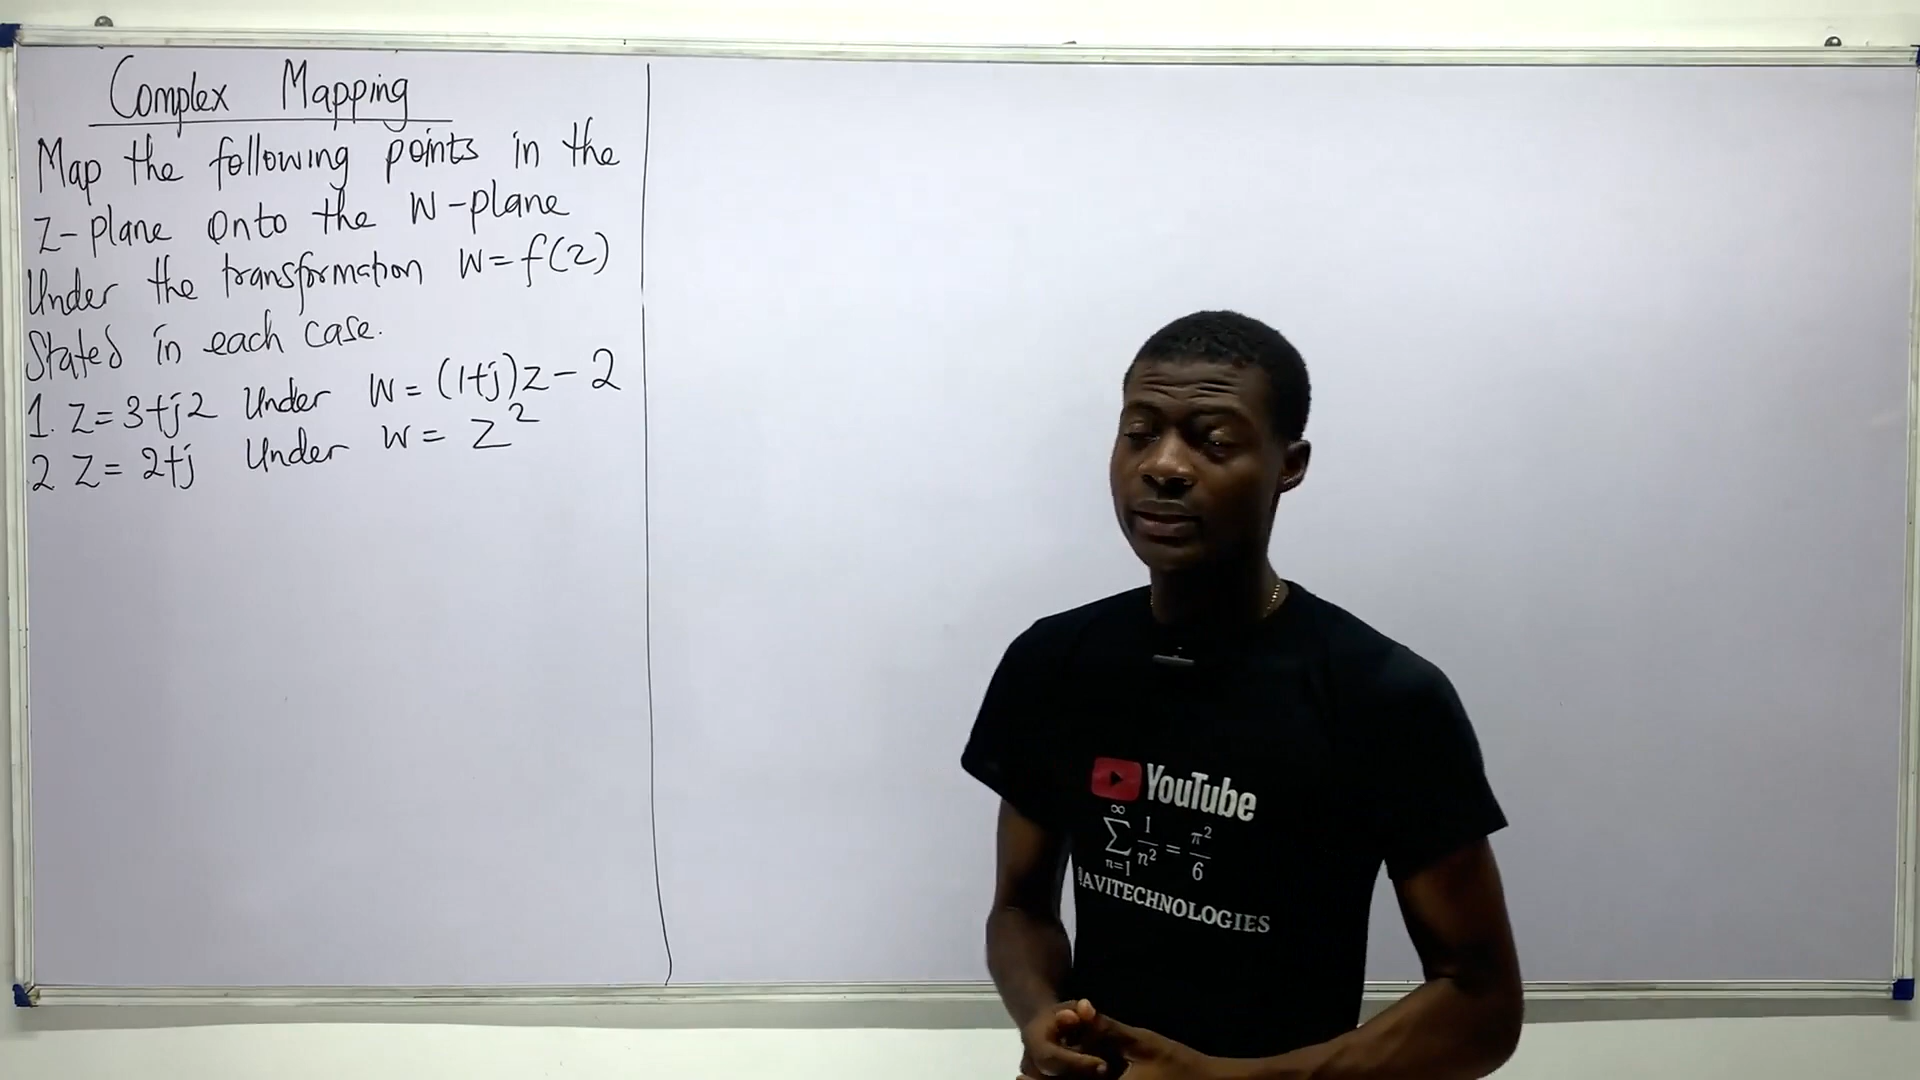 Complex Mapping
Map the following points in the
Z-plane onto the W-plane
Under the transformation W=f(z)
Stated in each case.
1. Z=3+j2 Under W=(1+j)z-2
2 Z=2+j Under W=Z²
YouTube
∞
∑ 1/n² = π²/6
n=1
AVITECHNOLOGIES